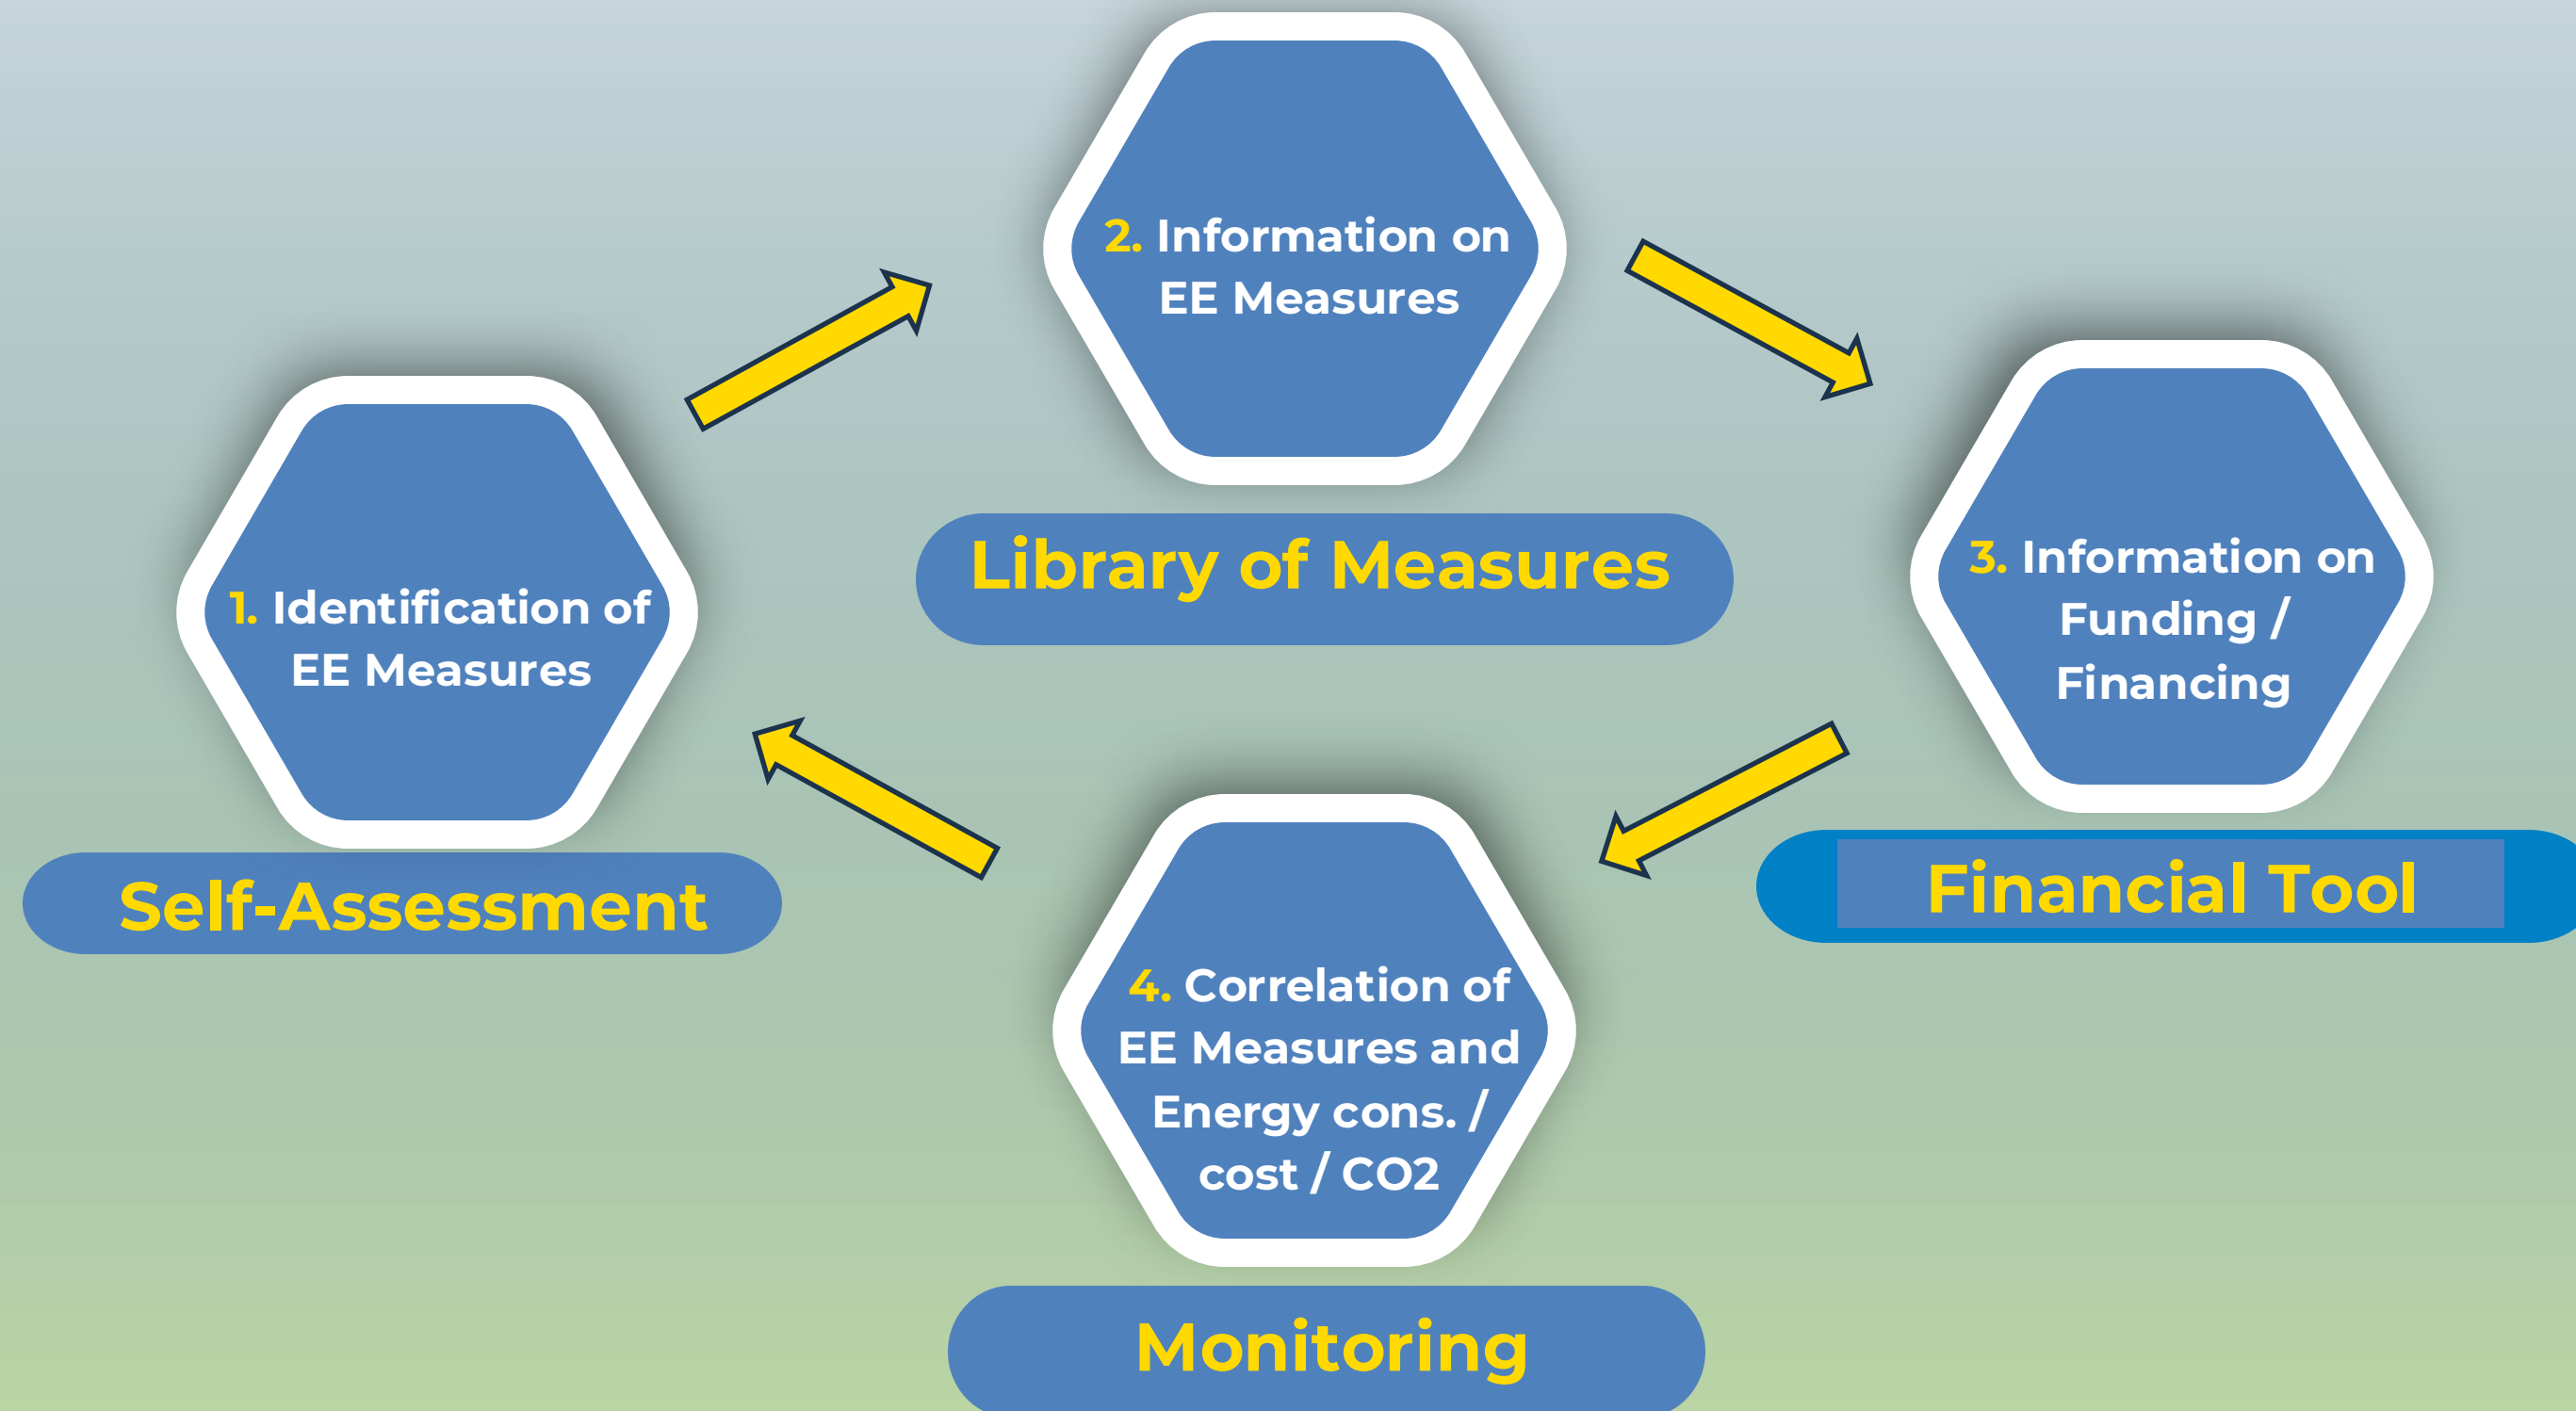 1. Identification of
EE Measures
Self-Assessment
2. Information on
EE Measures
Library of Measures
3. Information on
Funding /
Financing
Financial Tool
4. Correlation of
EE Measures and
Energy cons. /
cost / CO2
Monitoring